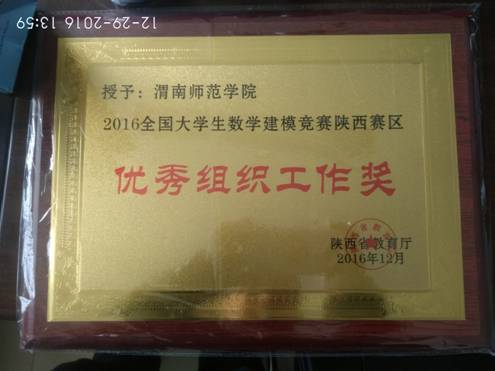 12-29-2016 13:59
授予：渭南师范学院
2016全国大学生数学建模竞赛陕西赛区
优秀组织工作奖
陕西省教育厅
2016年12月